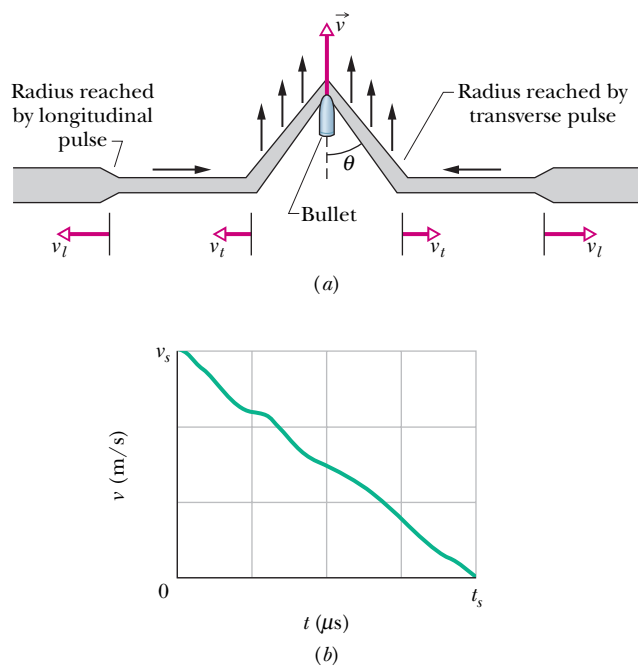 v
Radius reached
by longitudinal
pulse
Radius reached by
transverse pulse
θ
Bullet
v_l
v_t
v_t
v_l
(a)
v_s
v (m/s)
0
t_s
t (μs)
(b)